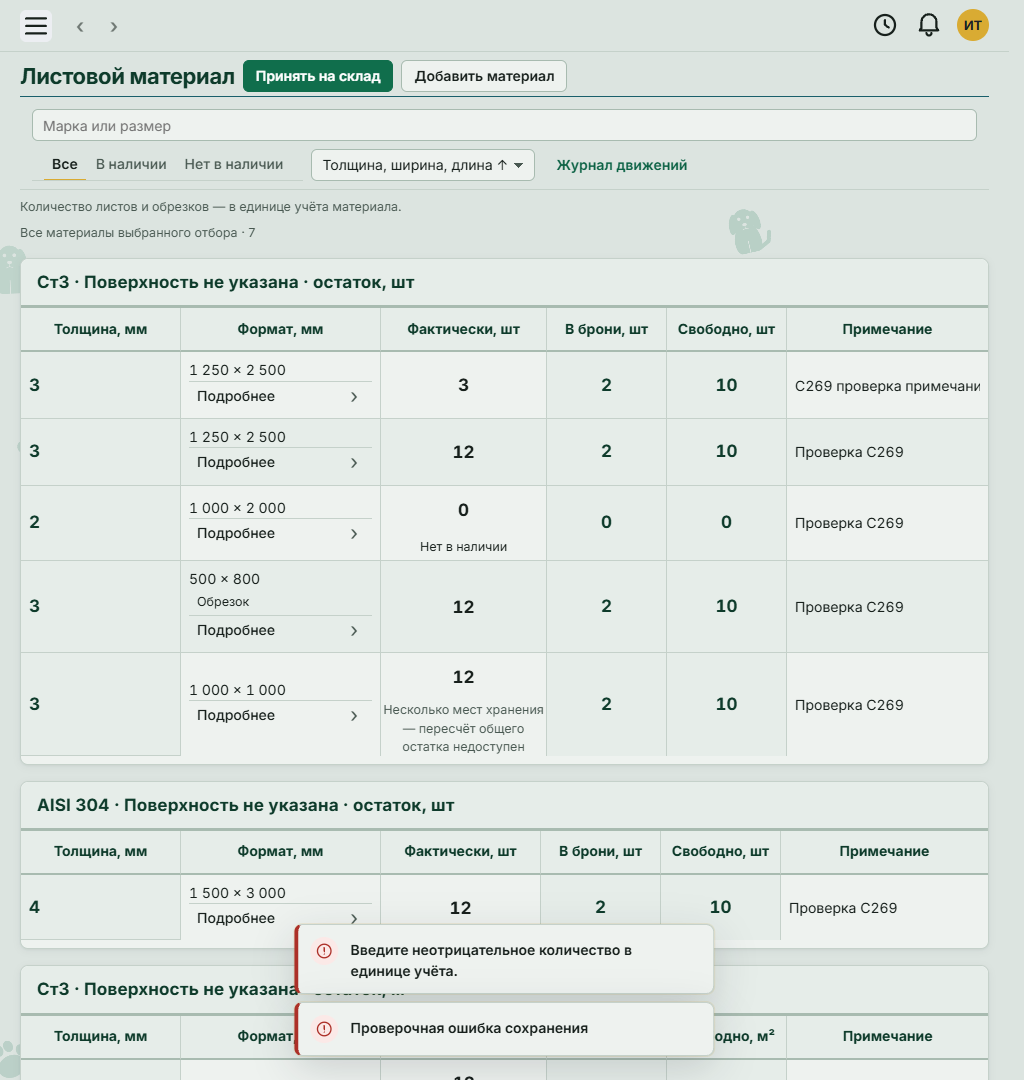 ИТ
Листовой материал Принять на склад Добавить материал
Марка или размер
Все В наличии Нет в наличии Толщина, ширина, длина ↑ Журнал движений
Количество листов и обрезков — в единице учёта материала.
Все материалы выбранного отбора · 7
Ст3 · Поверхность не указана · остаток, шт
Толщина, мм Формат, мм Фактически, шт В брони, шт Свободно, шт Примечание
3 1 250 × 2 500 3 2 10 С269 проверка примечани
Подробнее
3 1 250 × 2 500 12 2 10 Проверка С269
Подробнее
2 1 000 × 2 000 0 0 0 Проверка С269
Подробнее Нет в наличии
3 500 × 800 12 2 10 Проверка С269
Обрезок
Подробнее
3 1 000 × 1 000 12 2 10 Проверка С269
Подробнее Несколько мест хранения
— пересчёт общего
остатка недоступен
AISI 304 · Поверхность не указана · остаток, шт
Толщина, мм Формат, мм Фактически, шт В брони, шт Свободно, шт Примечание
4 1 500 × 3 000 12 2 10 Проверка С269
Подробнее
Введите неотрицательное количество в
единице учёта.
Ст3 · Поверхность не указана
Проверочная ошибка сохранения
Толщина, мм Формат, одно, м² Примечание